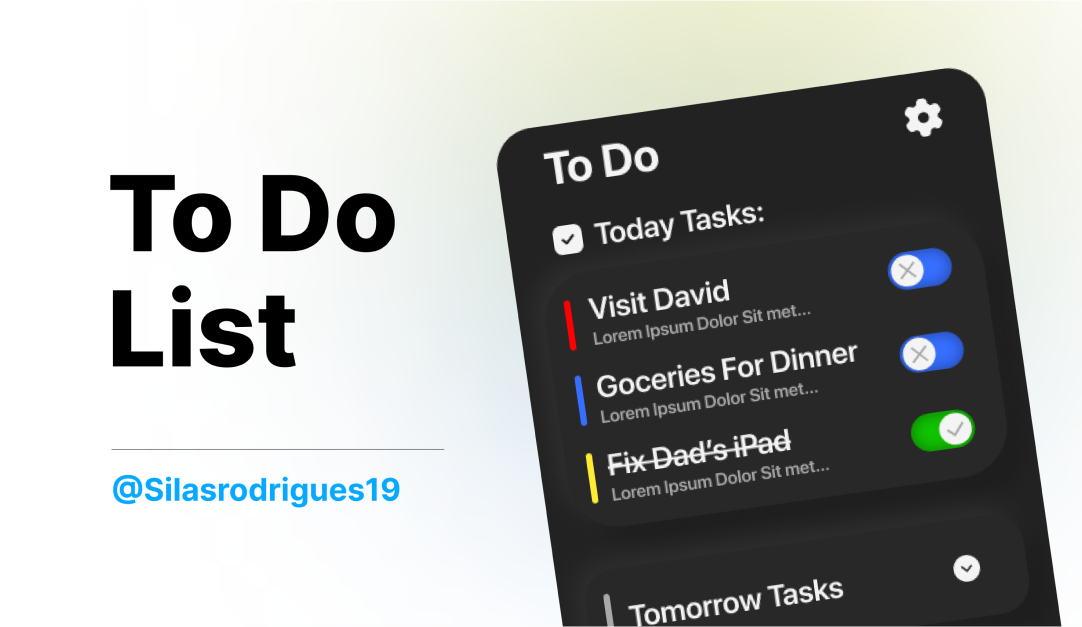 To Do
List
@Silasrodrigues19
To Do
Today Tasks:
Visit David
Lorem Ipsum Dolor Sit met...
Goceries For Dinner
Lorem Ipsum Dolor Sit met...
Fix Dad's iPad
Lorem Ipsum Dolor Sit met...
Tomorrow Tasks